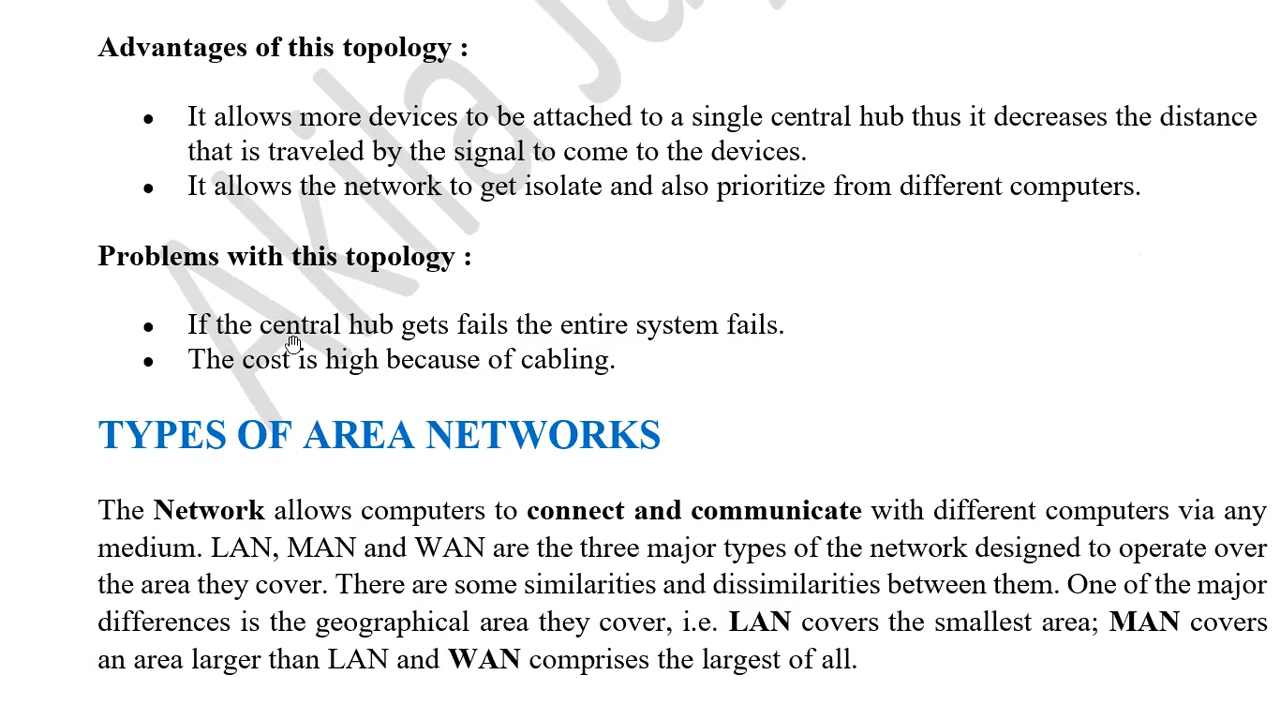 Advantages of this topology :
• It allows more devices to be attached to a single central hub thus it decreases the distance
that is traveled by the signal to come to the devices.
• It allows the network to get isolate and also prioritize from different computers.
Problems with this topology :
• If the central hub gets fails the entire system fails.
• The cost is high because of cabling.
TYPES OF AREA NETWORKS
The Network allows computers to connect and communicate with different computers via any
medium. LAN, MAN and WAN are the three major types of the network designed to operate over
the area they cover. There are some similarities and dissimilarities between them. One of the major
differences is the geographical area they cover, i.e. LAN covers the smallest area; MAN covers
an area larger than LAN and WAN comprises the largest of all.
Akila